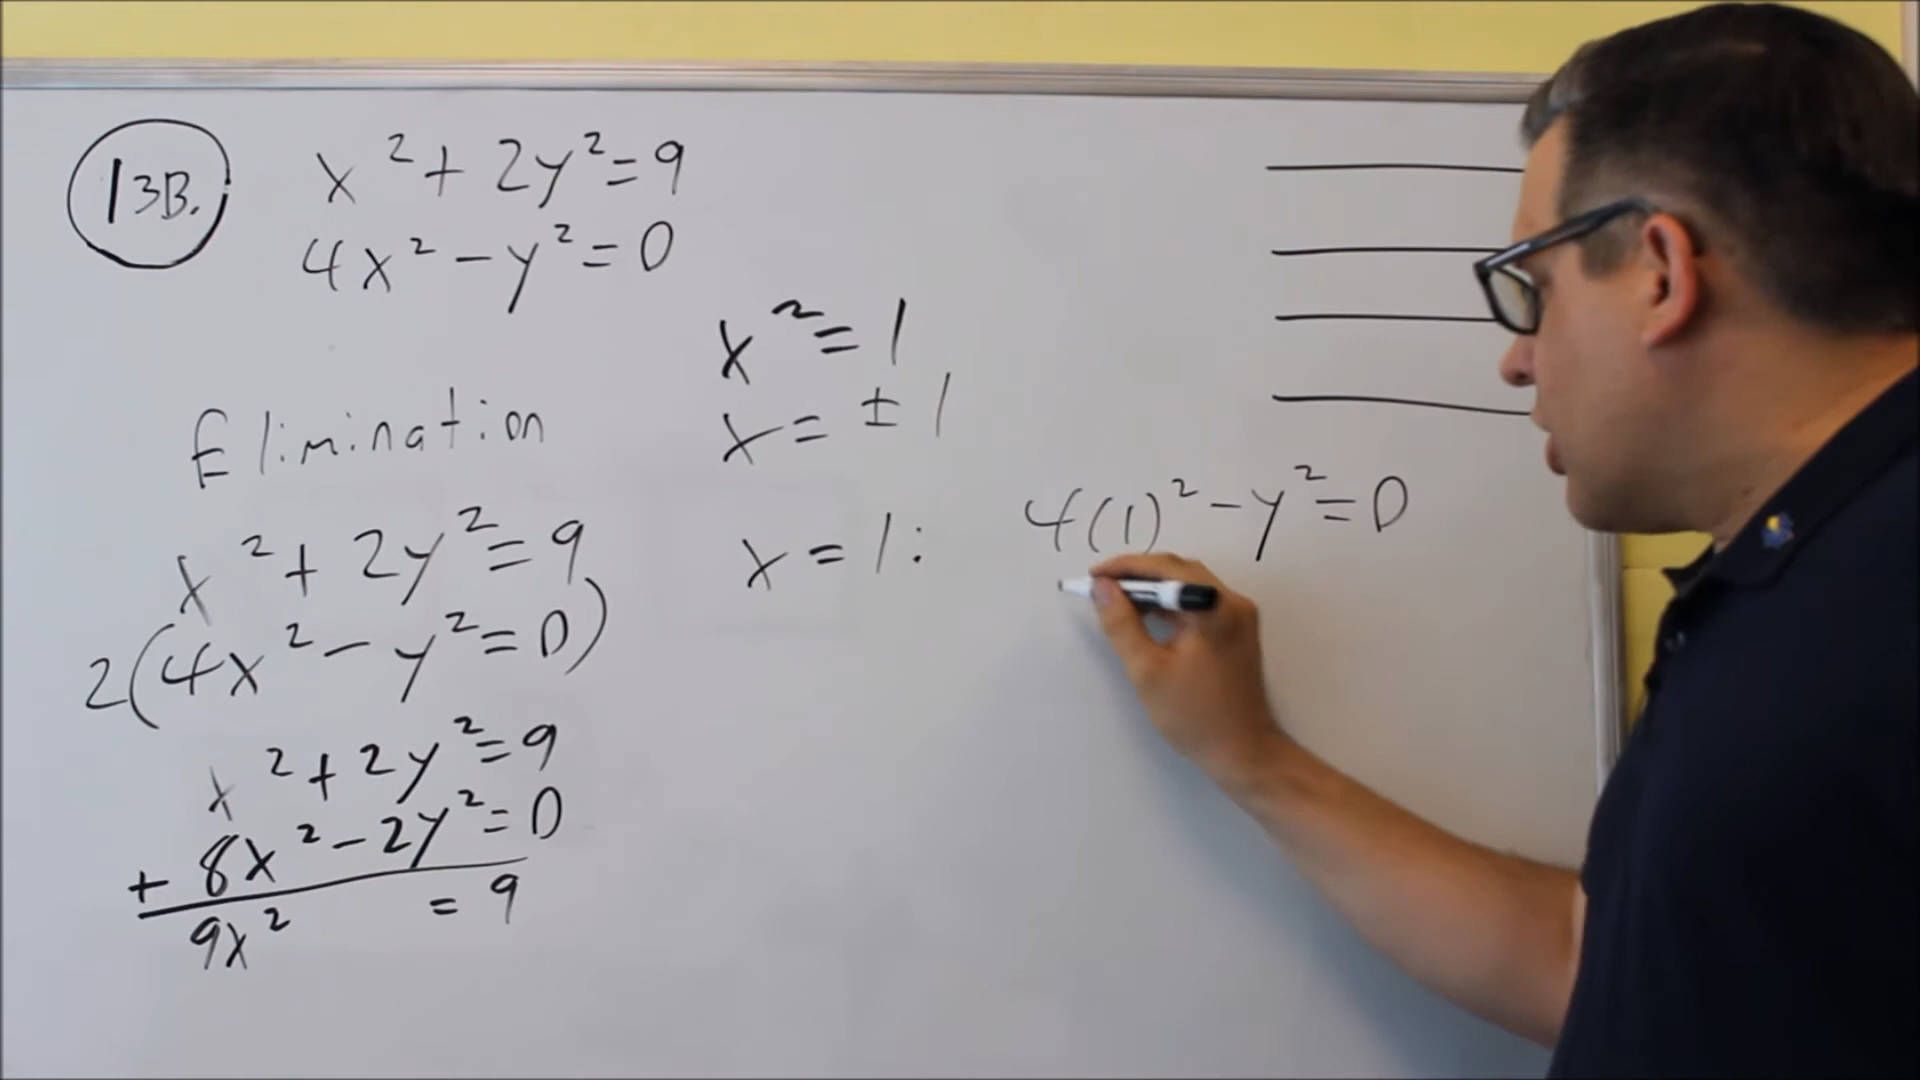 13B.
x² + 2y² = 9
4x² - y² = 0
Elimination
x² + 2y² = 9
2(4x² - y² = 0)
x² + 2y² = 9
+ 8x² - 2y² = 0
9x² = 9
x² = 1
x = ± 1
x = 1:
4(1)² - y² = 0